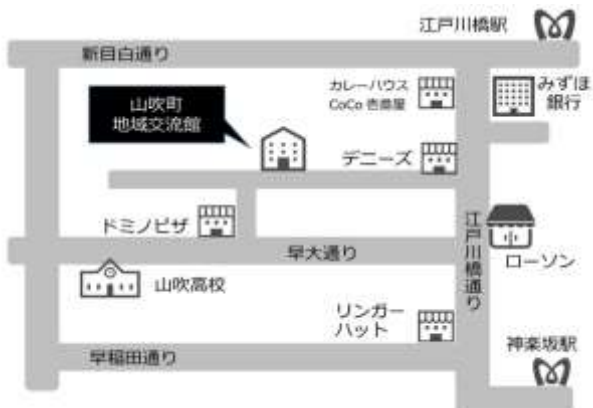 江戸川橋駅
新目白通り
カレーハウス
CoCo 壱番屋
みずほ
銀行
山吹町
地域交流館
デニーズ
ドミノピザ
早大通り
江戸川橋通り
ローソン
山吹高校
リンガー
ハット
神楽坂駅
早稲田通り